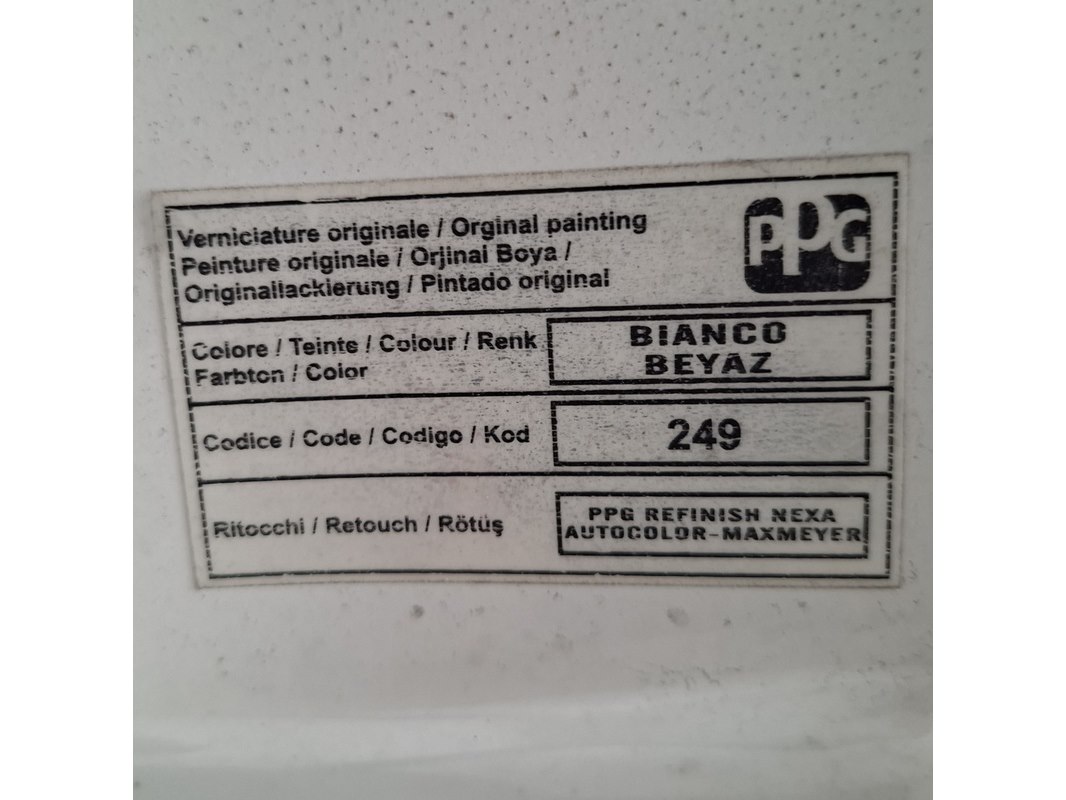 Verniciature originale / Orginal painting
Peinture originale / Orjinal Boya /
Originallackierung / Pintado original
PPG
Colore / Teinte / Colour / Renk
Farbton / Color
BIANCO
BEYAZ
Codice / Code / Codigo / Kod
249
Ritocchi / Retouch / Rötuş
PPG REFINISH NEXA
AUTOCOLOR-MAXMEYER